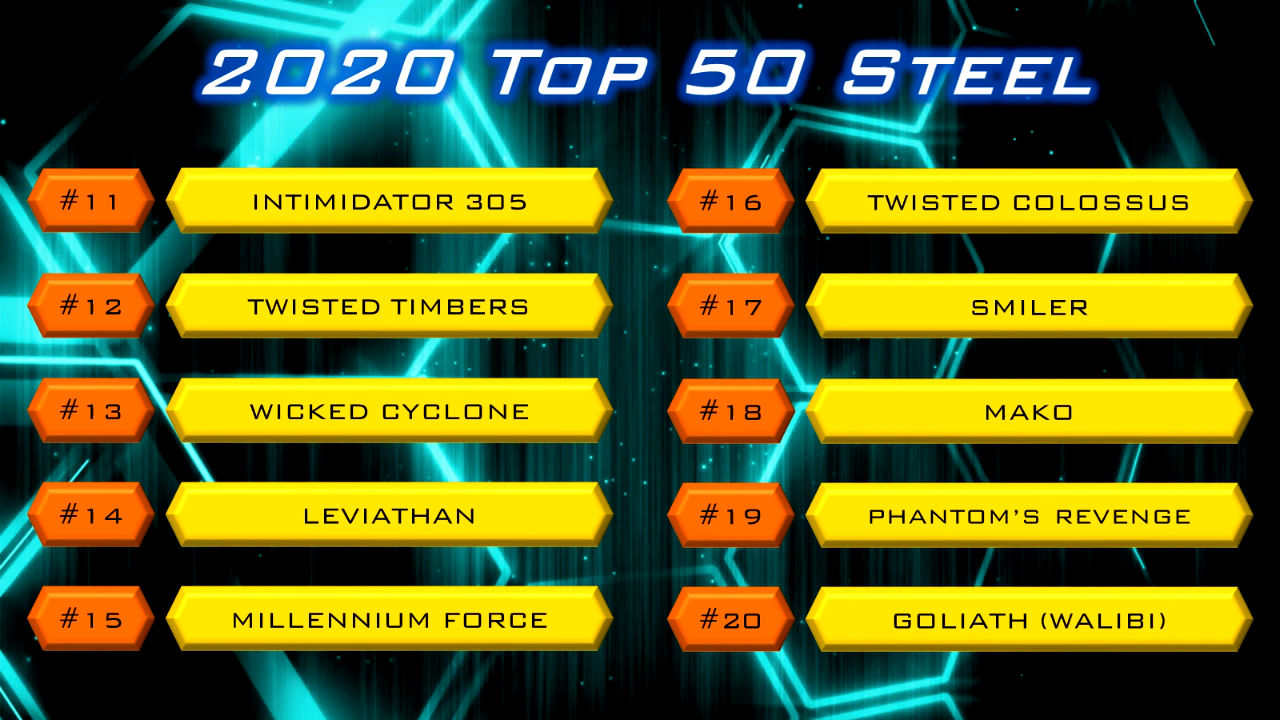 2020 Top 50 Steel
#11 INTIMIDATOR 305
#12 TWISTED TIMBERS
#13 WICKED CYCLONE
#14 LEVIATHAN
#15 MILLENNIUM FORCE
#16 TWISTED COLOSSUS
#17 SMILER
#18 MAKO
#19 PHANTOM'S REVENGE
#20 GOLIATH (WALIBI)